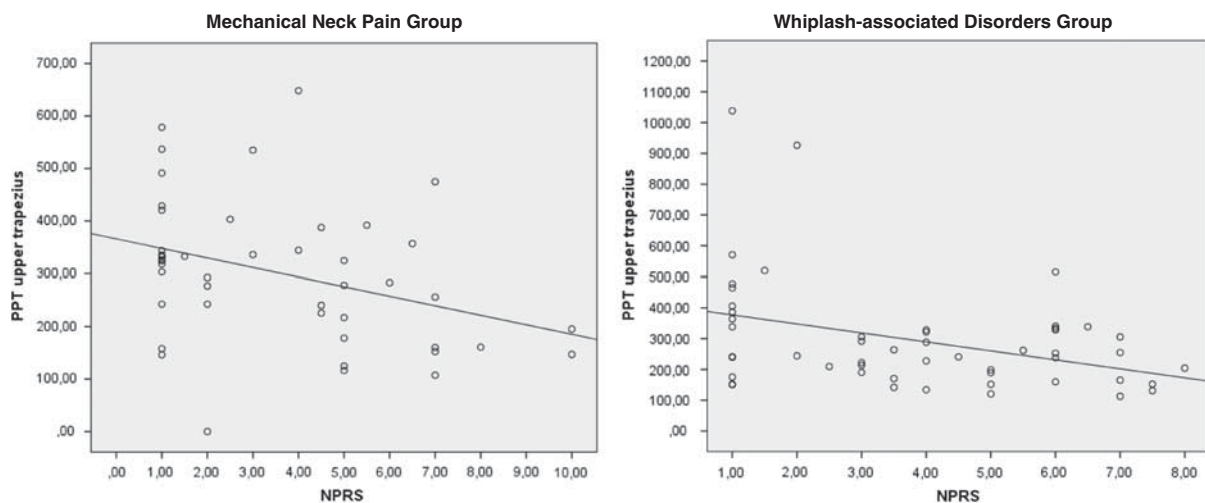 Mechanical Neck Pain Group
PPT upper trapezius
700,00
600,00
500,00
400,00
300,00
200,00
100,00
,00
,00 1,00 2,00 3,00 4,00 5,00 6,00 7,00 8,00 9,00 10,00
NPRS
Whiplash-associated Disorders Group
PPT upper trapezius
1200,00
1100,00
1000,00
900,00
800,00
700,00
600,00
500,00
400,00
300,00
200,00
100,00
,00
1,00 2,00 3,00 4,00 5,00 6,00 7,00 8,00
NPRS